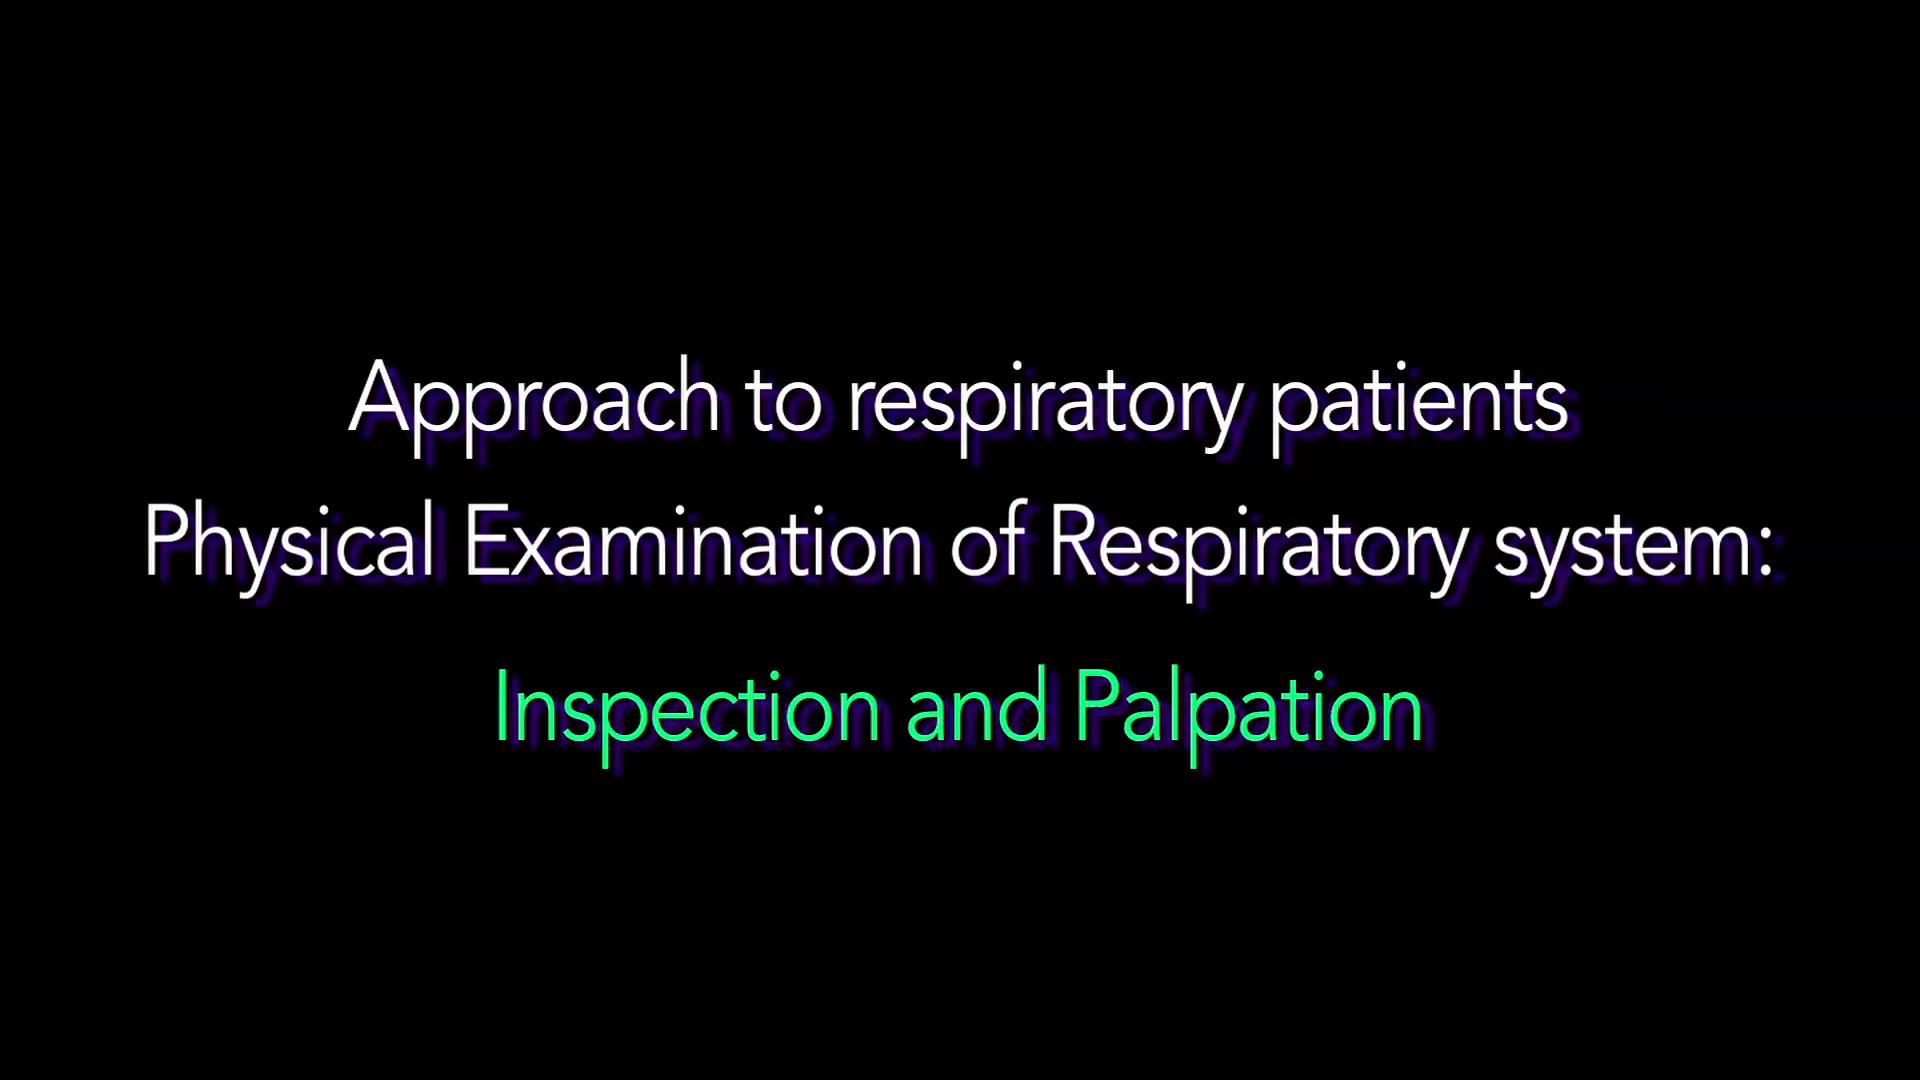 Approach to respiratory patients
Physical Examination of Respiratory system:
Inspection and Palpation